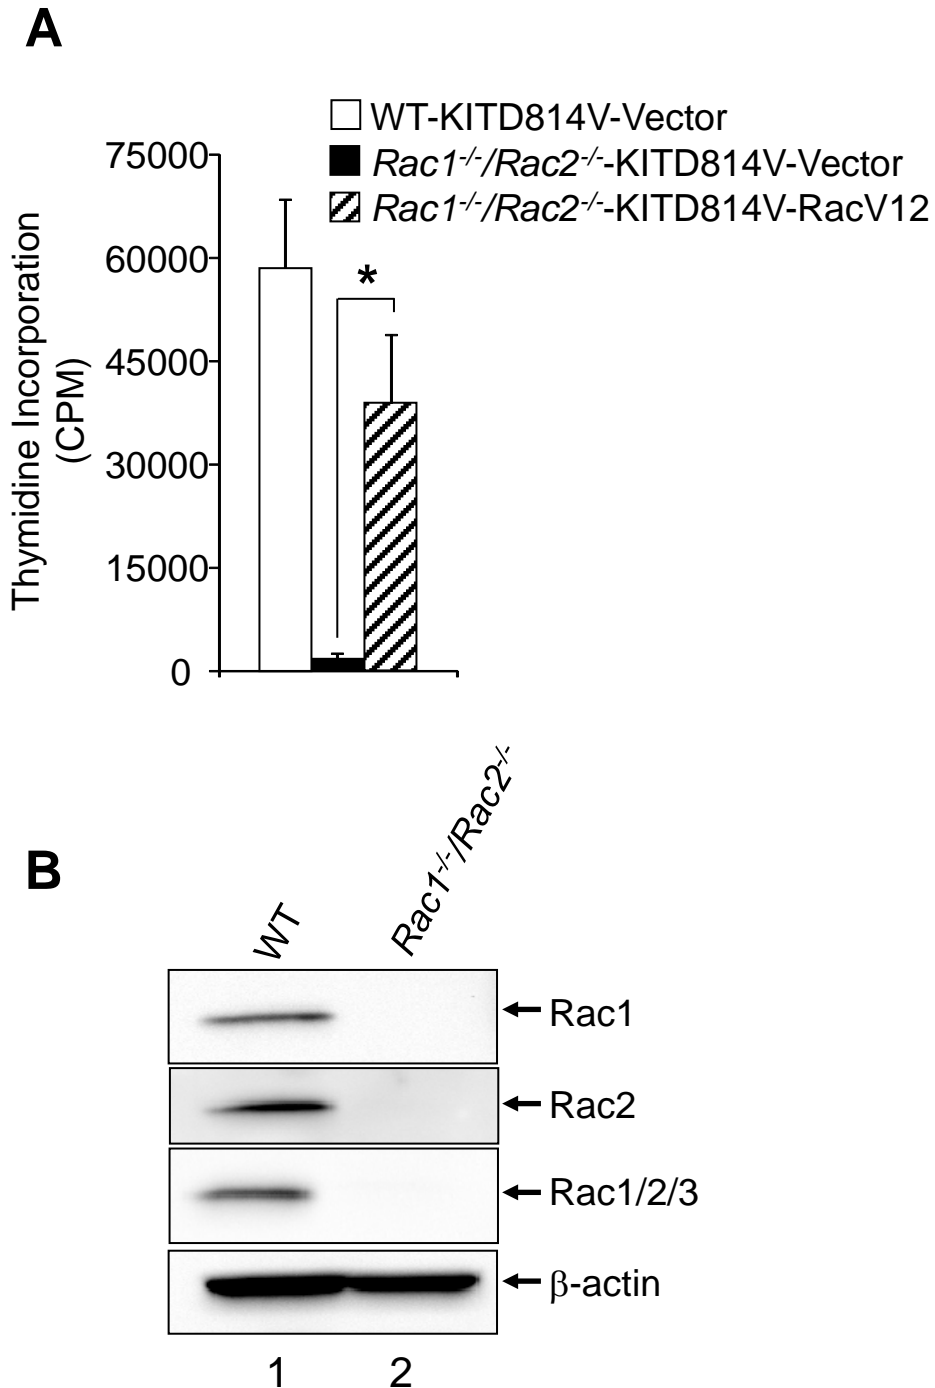 A
WT-KITD814V-Vector
Rac1-/-/Rac2-/--KITD814V-Vector
Rac1-/-/Rac2-/--KITD814V-RacV12
Thymidine Incorporation
(CPM)
75000
60000
45000
30000
15000
0
*
B
WT
Rac1-/-/Rac2-/-
Rac1
Rac2
Rac1/2/3
β-actin
1 2